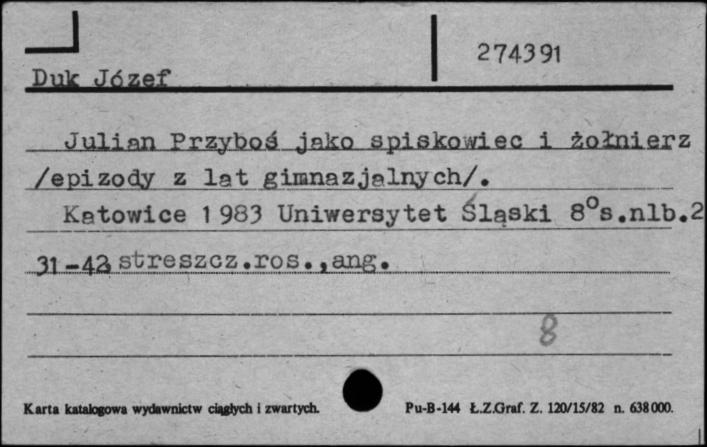 274391
Duk Józef
Julian Przyboś jako spiskowiec i żołnierz
/epizody z lat gimnazjalnych/.
Katowice 1983 Uniwersytet Śląski 8°s.nlb.2
31-42 streszcz.ros.,ang.
8
Karta katalogowa wydawnictw ciągłych i zwartych. Pu-B-144 Ł.Z.Graf. Z. 120/15/82 n. 638000.